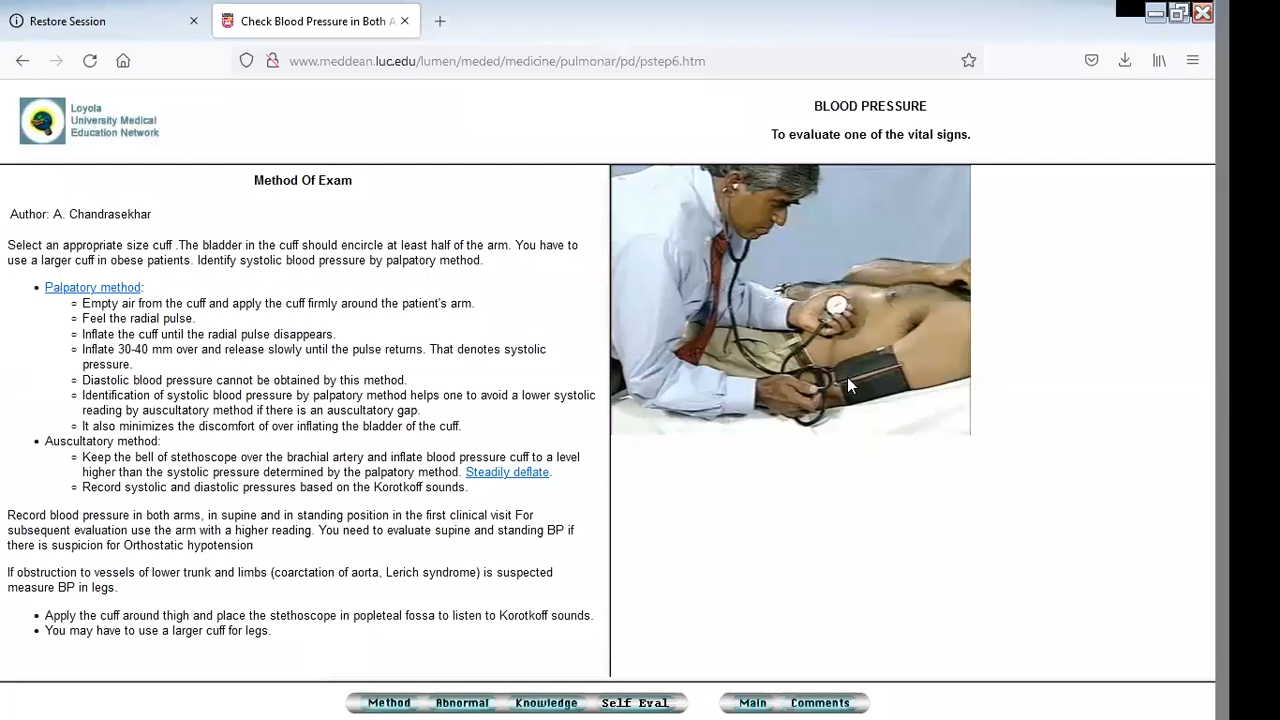 Restore Session
Check Blood Pressure in Both A
www.meddean.luc.edu/lumen/meded/medicine/pulmonar/pd/pstep6.htm
Loyola
University Medical
Education Network
BLOOD PRESSURE
To evaluate one of the vital signs.
Method Of Exam
Author: A. Chandrasekhar
Select an appropriate size cuff .The bladder in the cuff should encircle at least half of the arm. You have to
use a larger cuff in obese patients. Identify systolic blood pressure by palpatory method.
Palpatory method:
Empty air from the cuff and apply the cuff firmly around the patient's arm.
Feel the radial pulse.
Inflate the cuff until the radial pulse disappears.
Inflate 30-40 mm over and release slowly until the pulse returns. That denotes systolic
pressure.
Diastolic blood pressure cannot be obtained by this method.
Identification of systolic blood pressure by palpatory method helps one to avoid a lower systolic
reading by auscultatory method if there is an auscultatory gap.
It also minimizes the discomfort of over inflating the bladder of the cuff.
Auscultatory method:
Keep the bell of stethoscope over the brachial artery and inflate blood pressure cuff to a level
higher than the systolic pressure determined by the palpatory method. Steadily deflate.
Record systolic and diastolic pressures based on the Korotkoff sounds.
Record blood pressure in both arms, in supine and in standing position in the first clinical visit For
subsequent evaluation use the arm with a higher reading. You need to evaluate supine and standing BP if
there is suspicion for Orthostatic hypotension
If obstruction to vessels of lower trunk and limbs (coarctation of aorta, Lerich syndrome) is suspected
measure BP in legs.
Apply the cuff around thigh and place the stethoscope in popleteal fossa to listen to Korotkoff sounds.
You may have to use a larger cuff for legs.
Method Abnormal Knowledge Self Eval Main Comments